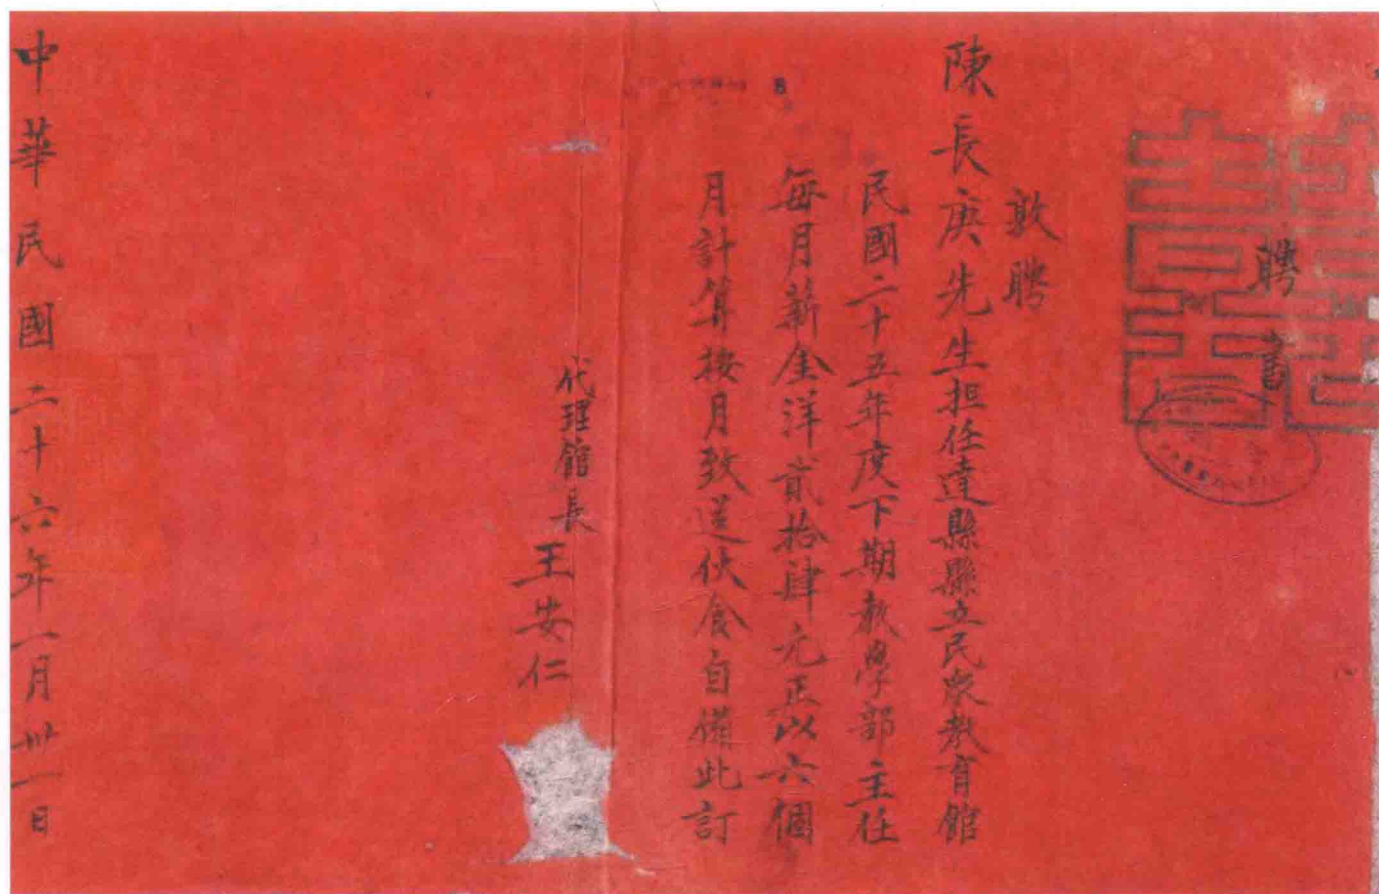 聘書
敦聘
陳長庚先生担任達縣縣立民眾教育館
民國二十五年度下期教學部主任
每月薪金洋貳拾肆元正以六個
月計算按月致送伙食自備此訂
代理館長 王安仁
中華民國二十六年一月卅一日